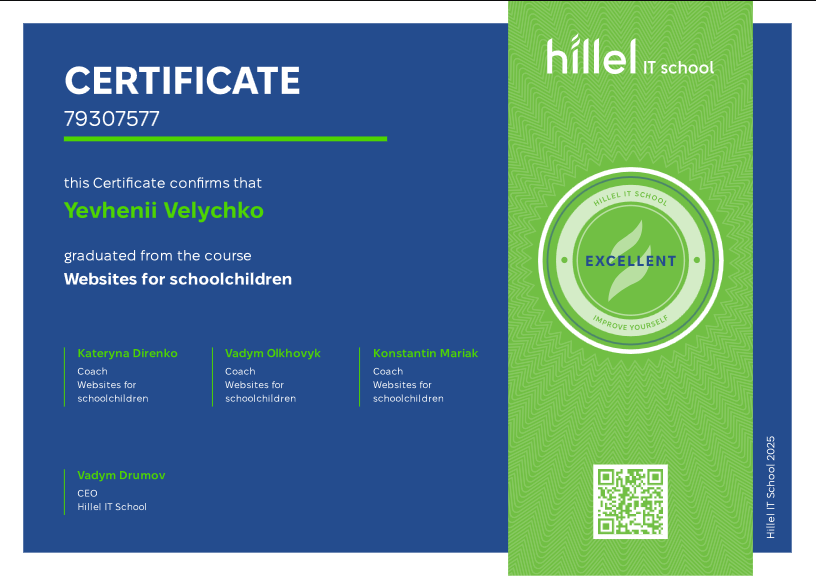 CERTIFICATE
79307577
this Certificate confirms that
Yevhenii Velychko
graduated from the course
Websites for schoolchildren
Kateryna Direnko
Coach
Websites for
schoolchildren
Vadym Olkhovyk
Coach
Websites for
schoolchildren
Konstantin Mariak
Coach
Websites for
schoolchildren
Vadym Drumov
CEO
Hillel IT School
hillel IT school
HILLEL IT SCHOOL
EXCELLENT
IMPROVE YOURSELF
Hillel IT School 2025